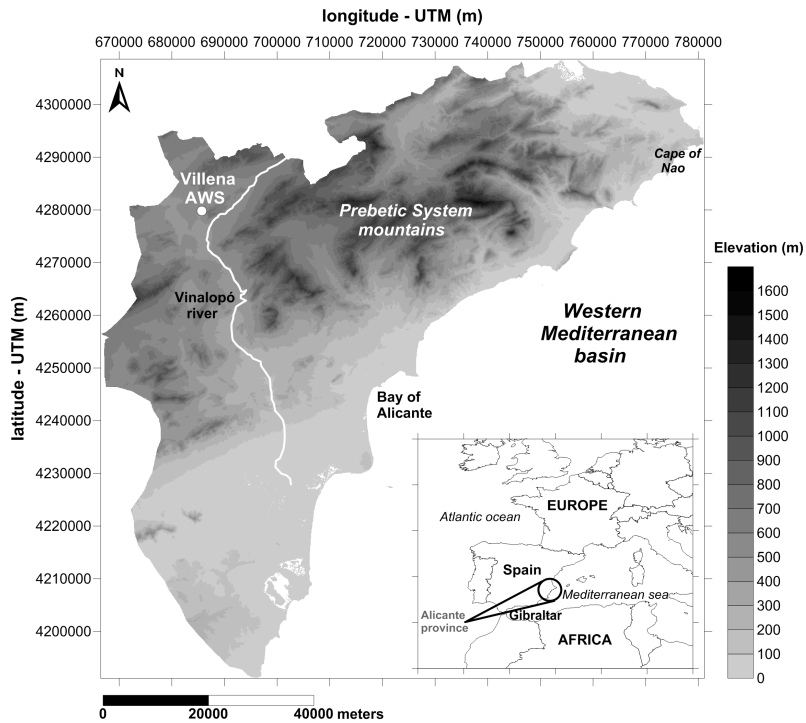 longitude - UTM (m)
670000 680000 690000 700000 710000 720000 730000 740000 750000 760000 770000 780000
N
4300000
4290000
4280000
4270000
4260000
4250000
4240000
4230000
4220000
4210000
4200000
latitude - UTM (m)
Villena
AWS
Prebetic System
mountains
Cape of
Nao
Vinalopó
river
Western
Mediterranean
basin
Bay of
Alicante
Elevation (m)
1600
1500
1400
1300
1200
1100
1000
900
800
700
600
500
400
300
200
100
0
EUROPE
Atlantic ocean
Spain
Mediterranean sea
Alicante
province
Gibraltar
AFRICA
0 20000 40000 meters